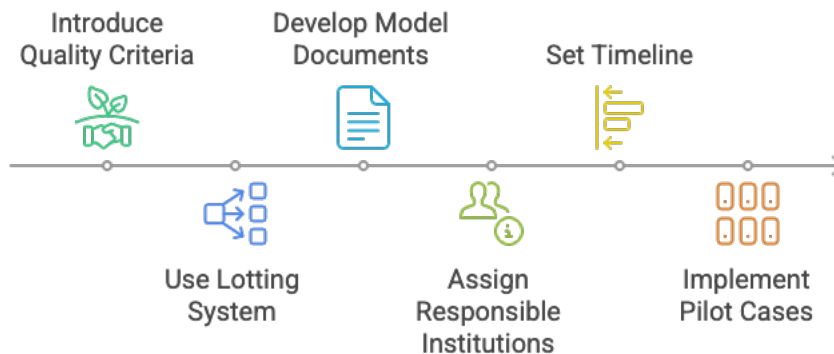 Introduce
Quality Criteria
Use Lotting
System
Develop Model
Documents
Assign
Responsible
Institutions
Set Timeline
Implement
Pilot Cases